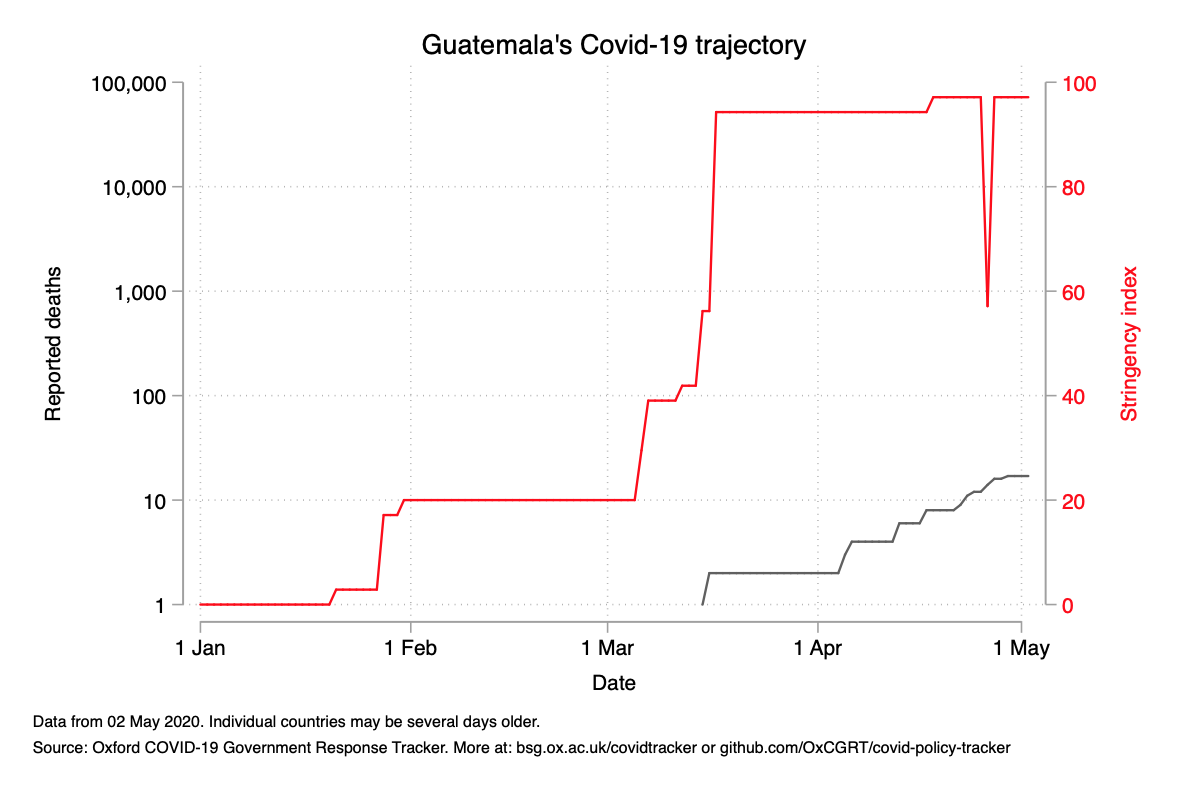 Guatemala's Covid-19 trajectory
100,000
10,000
1,000
100
10
1
Reported deaths
100
80
60
40
20
0
Stringency index
1 Jan
1 Feb
1 Mar
1 Apr
1 May
Date
Data from 02 May 2020. Individual countries may be several days older.
Source: Oxford COVID-19 Government Response Tracker. More at: bsg.ox.ac.uk/covidtracker or github.com/OxCGRT/covid-policy-tracker